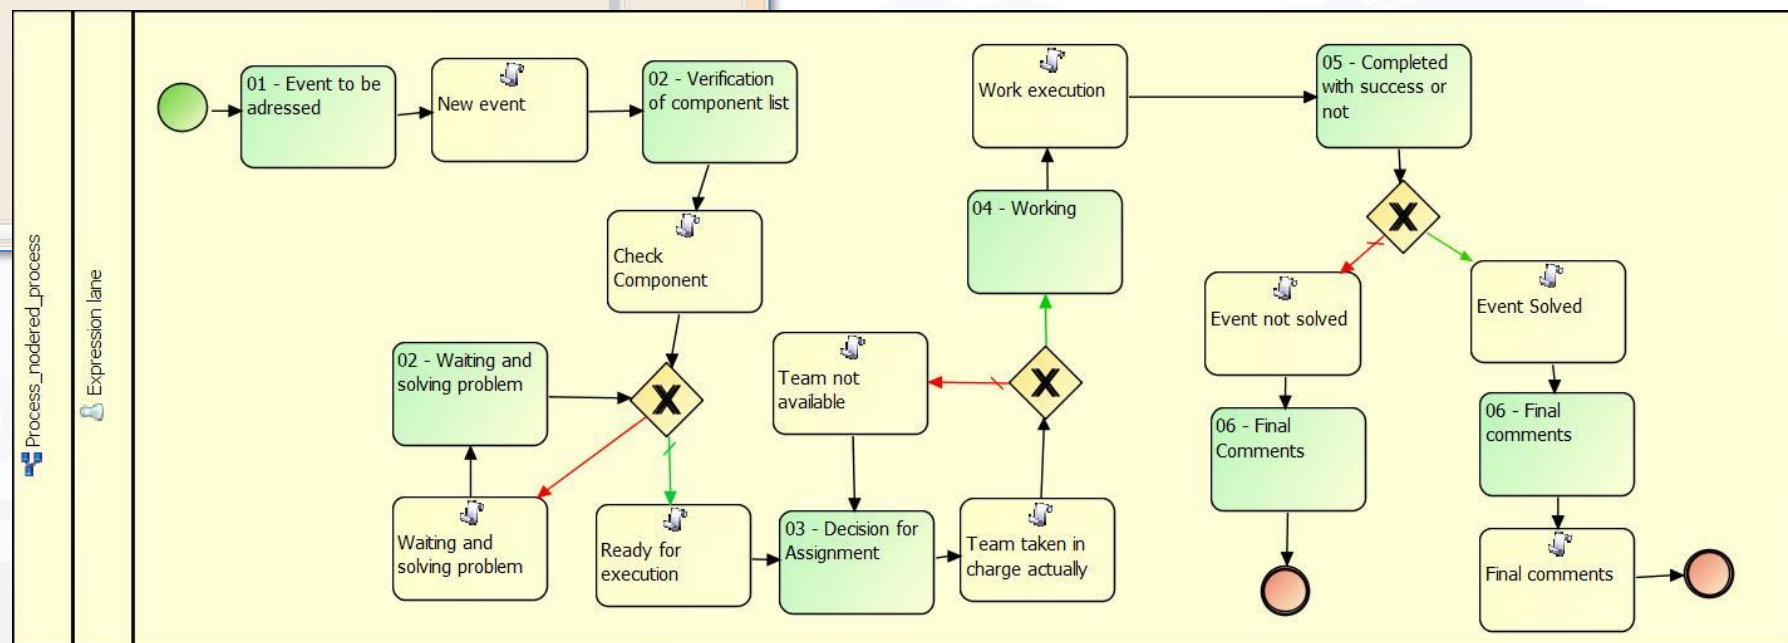 Process_nodered_process
Expression lane
01 - Event to be
adressed
New event
02 - Verification
of component list
Check
Component
02 - Waiting and
solving problem
Waiting and
solving problem
Ready for
execution
03 - Decision for
Assignment
Team not
available
Team taken in
charge actually
04 - Working
Work execution
05 - Completed
with success or
not
Event not solved
06 - Final
Comments
Event Solved
06 - Final
comments
Final comments